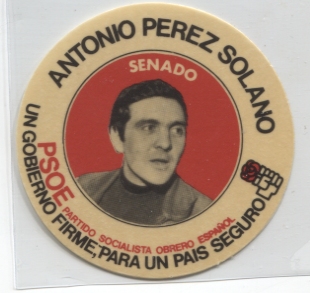 ANTONIO PEREZ SOLANO
SENADO
PSOE
PARTIDO SOCIALISTA OBRERO ESPAÑOL
UN GOBIERNO FIRME, PARA UN PAIS SEGURO